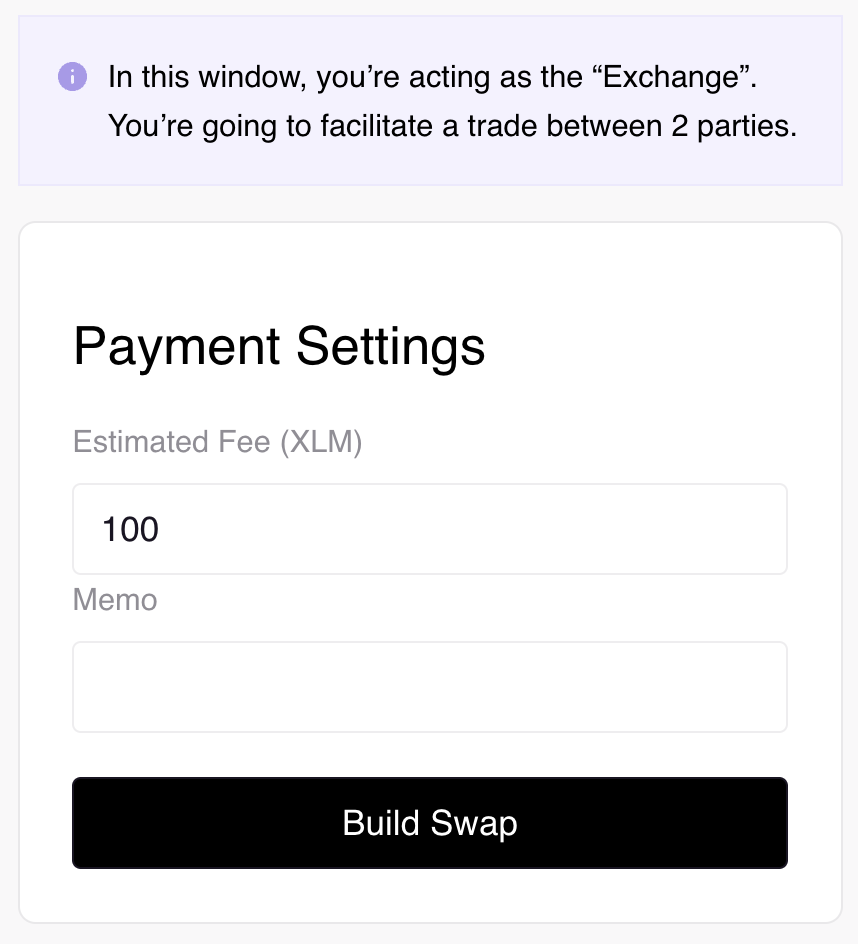 In this window, you’re acting as the “Exchange”.
You’re going to facilitate a trade between 2 parties.
Payment Settings
Estimated Fee (XLM)
100
Memo
Build Swap